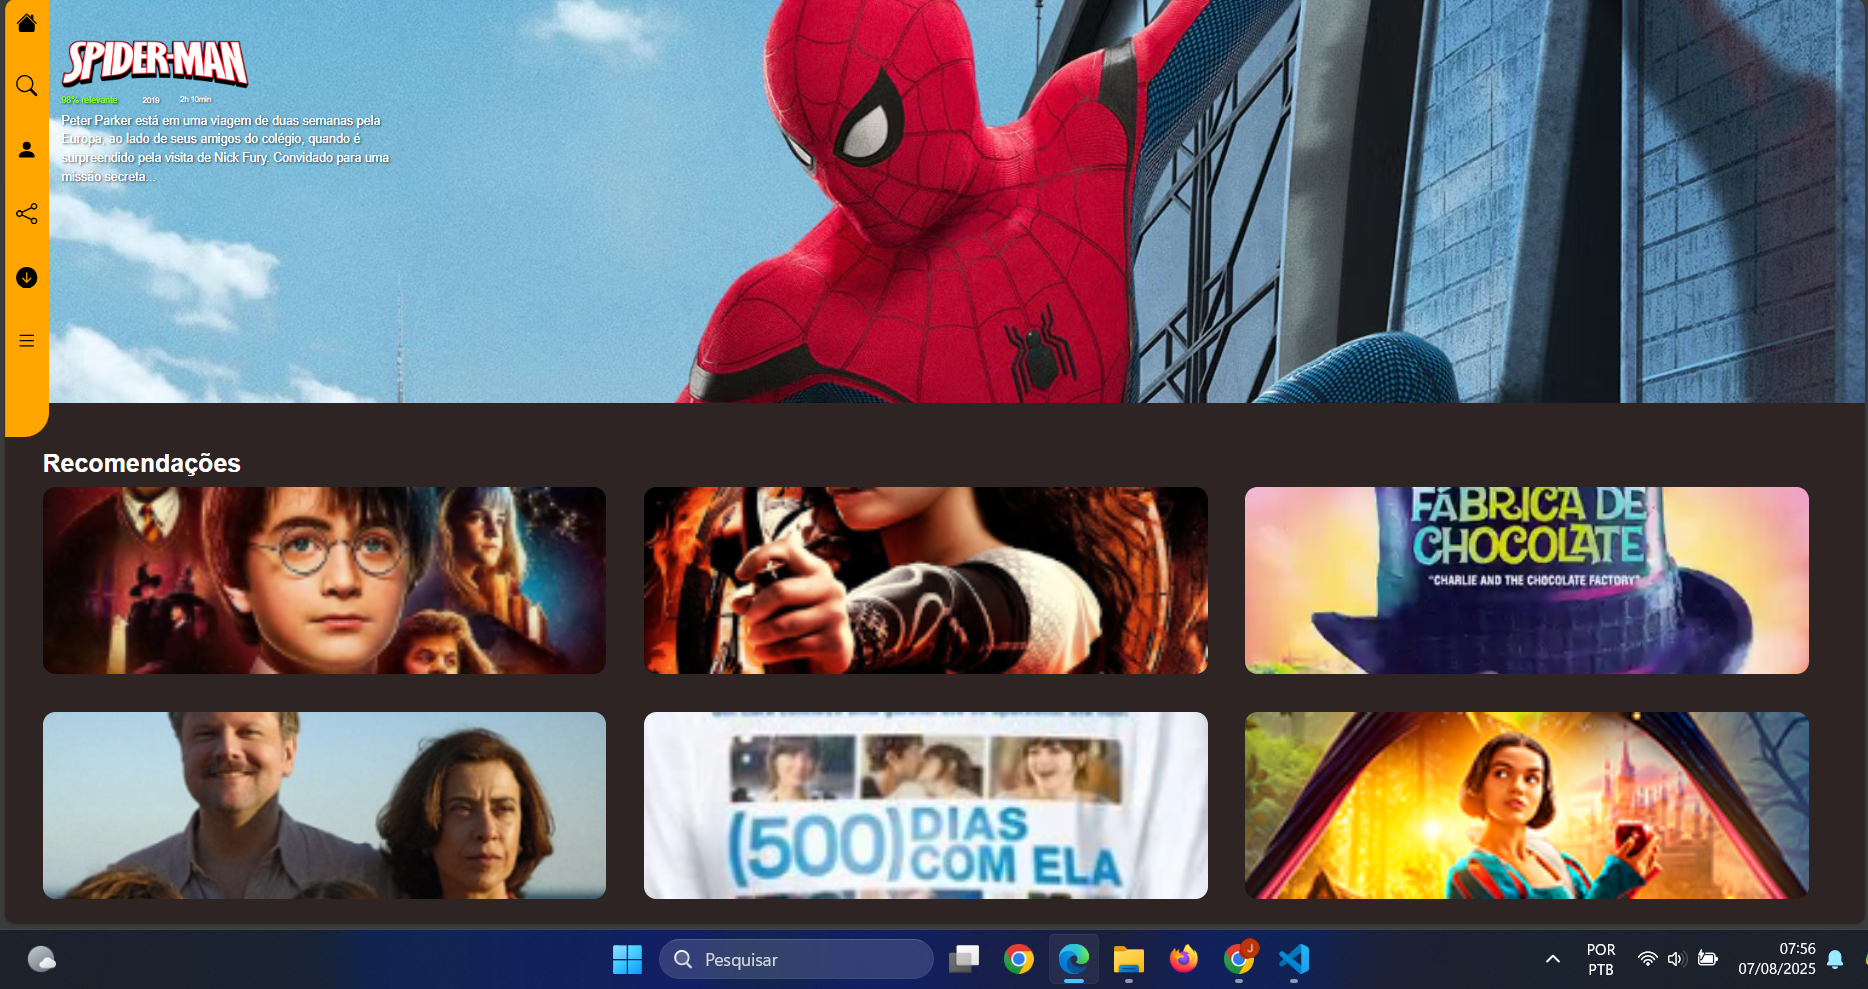 SPIDER-MAN
98% relevante 2019 2h 10min
Peter Parker está em uma viagem de duas semanas pela
Europa, ao lado de seus amigos do colégio, quando é
surpreendido pela visita de Nick Fury. Convidado para uma
missão secreta...
Recomendações
FÁBRICA DE
CHOCOLATE
"CHARLIE AND THE CHOCOLATE FACTORY"
(500) DIAS
COM ELA
Pesquisar
J
POR
PTB
07:56
07/08/2025